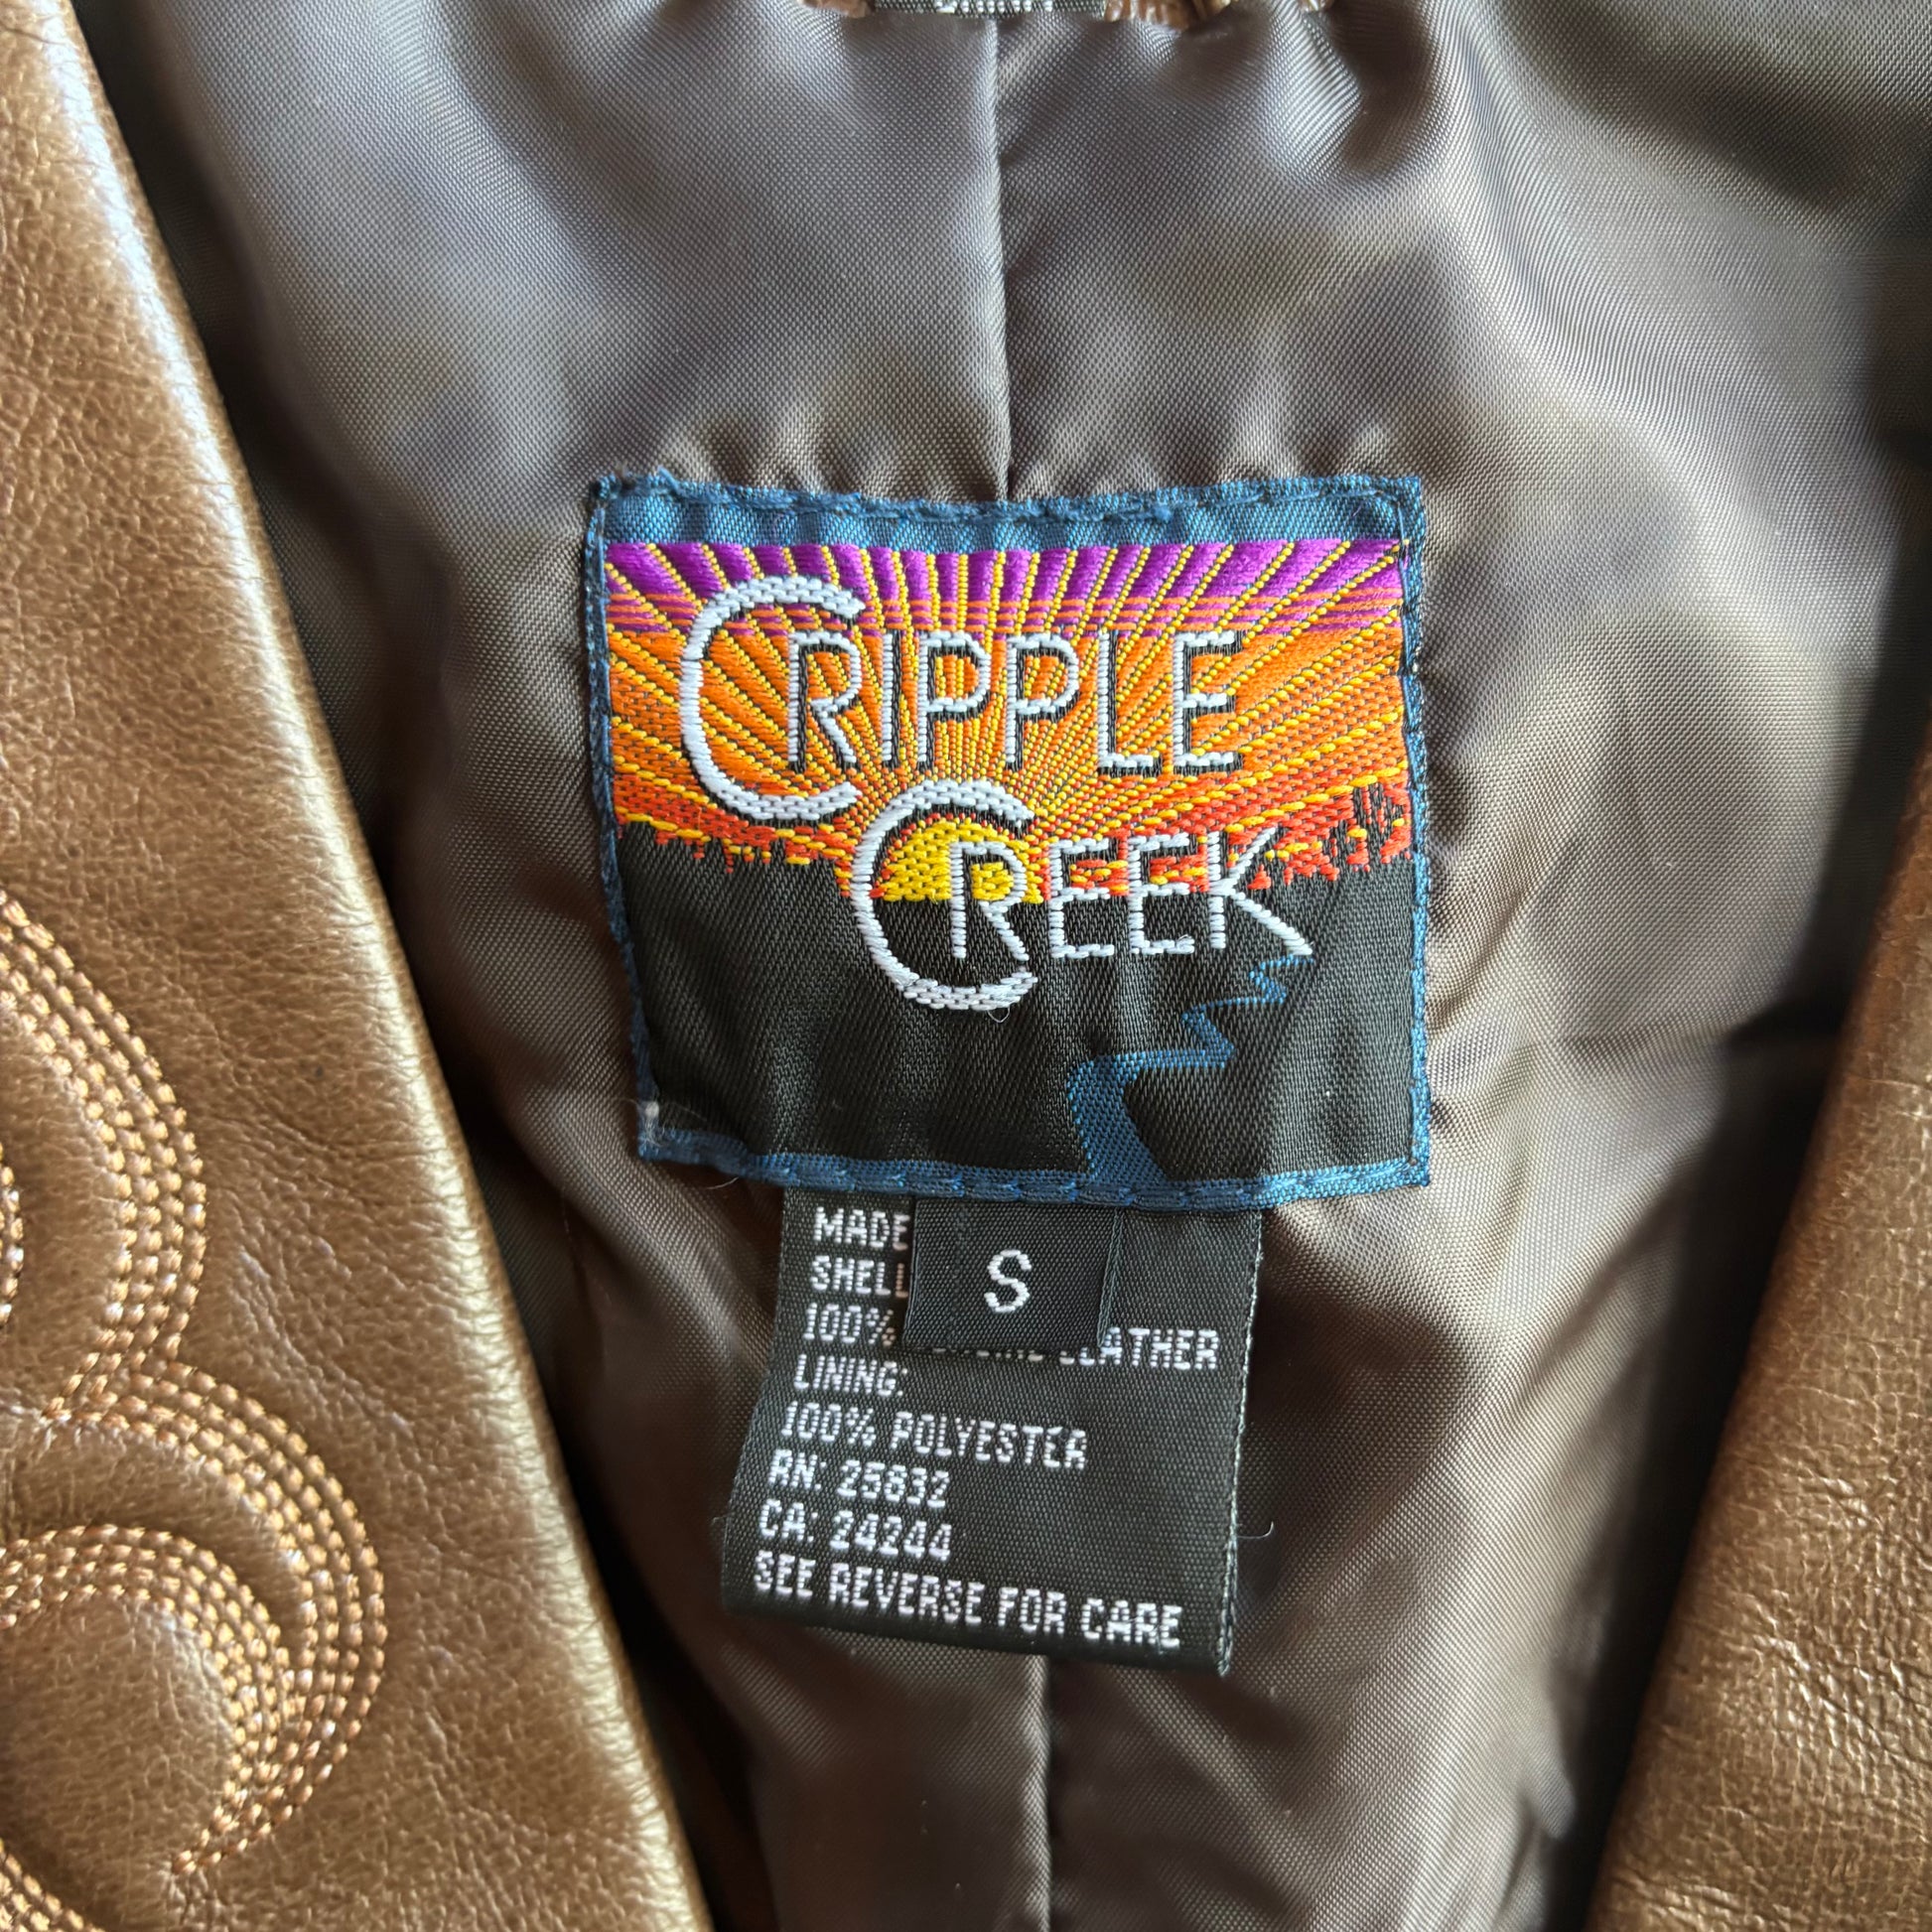 CRIPPLE
CREEK
S
MADE
SHELL
100% LEATHER
LINING:
100% POLYESTER
RN: 25832
CA: 24244
SEE REVERSE FOR CARE